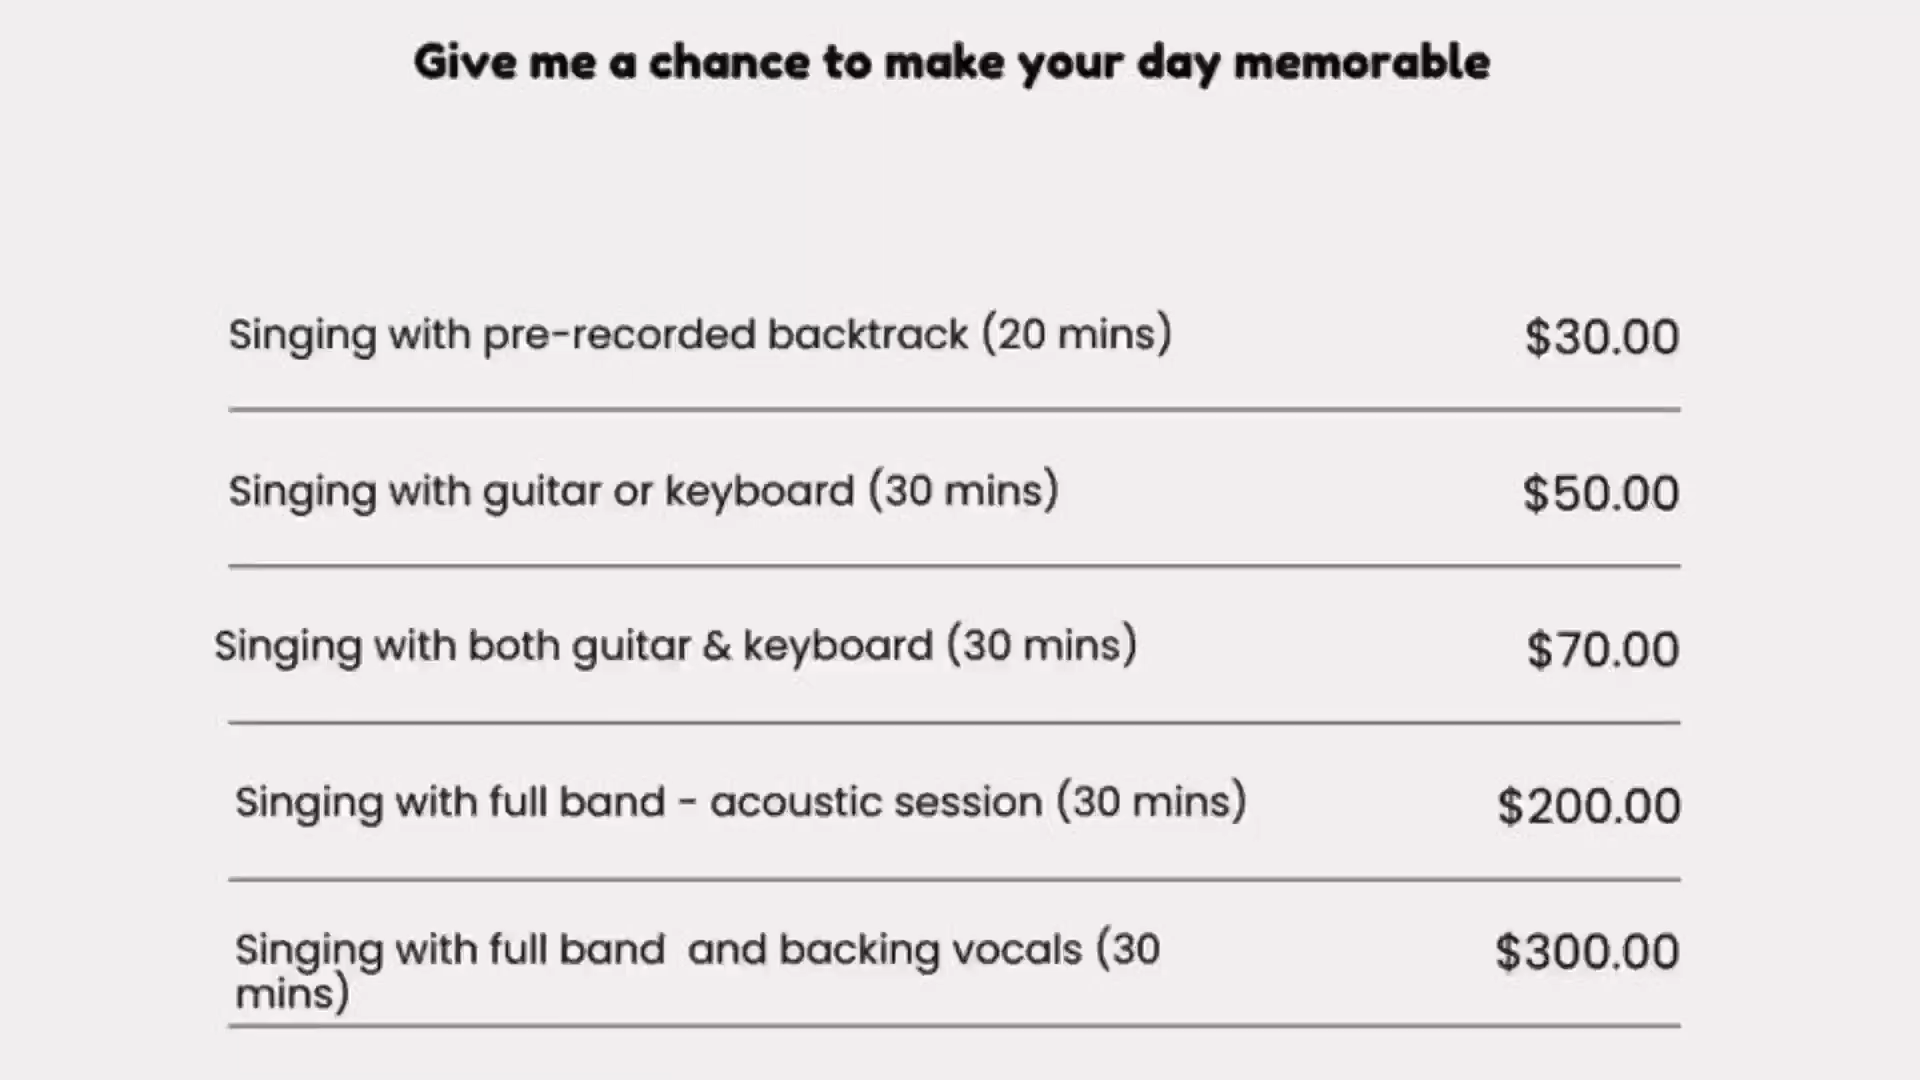 Give me a chance to make your day memorable
Singing with pre-recorded backtrack (20 mins) $30.00
Singing with guitar or keyboard (30 mins) $50.00
Singing with both guitar & keyboard (30 mins) $70.00
Singing with full band - acoustic session (30 mins) $200.00
Singing with full band  and backing vocals (30 $300.00
mins)